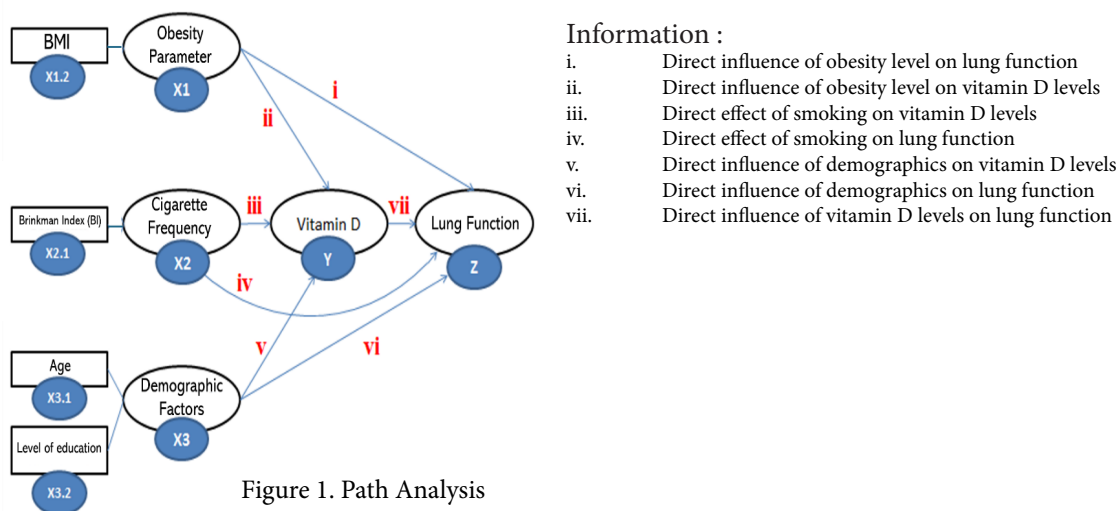 BMI
X1.2
Obesity
Parameter
X1
i
ii
Brinkman Index (BI)
X2.1
Cigarette
Frequency
X2
iii
Vitamin D
Y
vii
Lung Function
Z
iv
v
vi
Age
X3.1
Level of education
X3.2
Demographic
Factors
X3
Figure 1. Path Analysis
Information :
i. Direct influence of obesity level on lung function
ii. Direct influence of obesity level on vitamin D levels
iii. Direct effect of smoking on vitamin D levels
iv. Direct effect of smoking on lung function
v. Direct influence of demographics on vitamin D levels
vi. Direct influence of demographics on lung function
vii. Direct influence of vitamin D levels on lung function